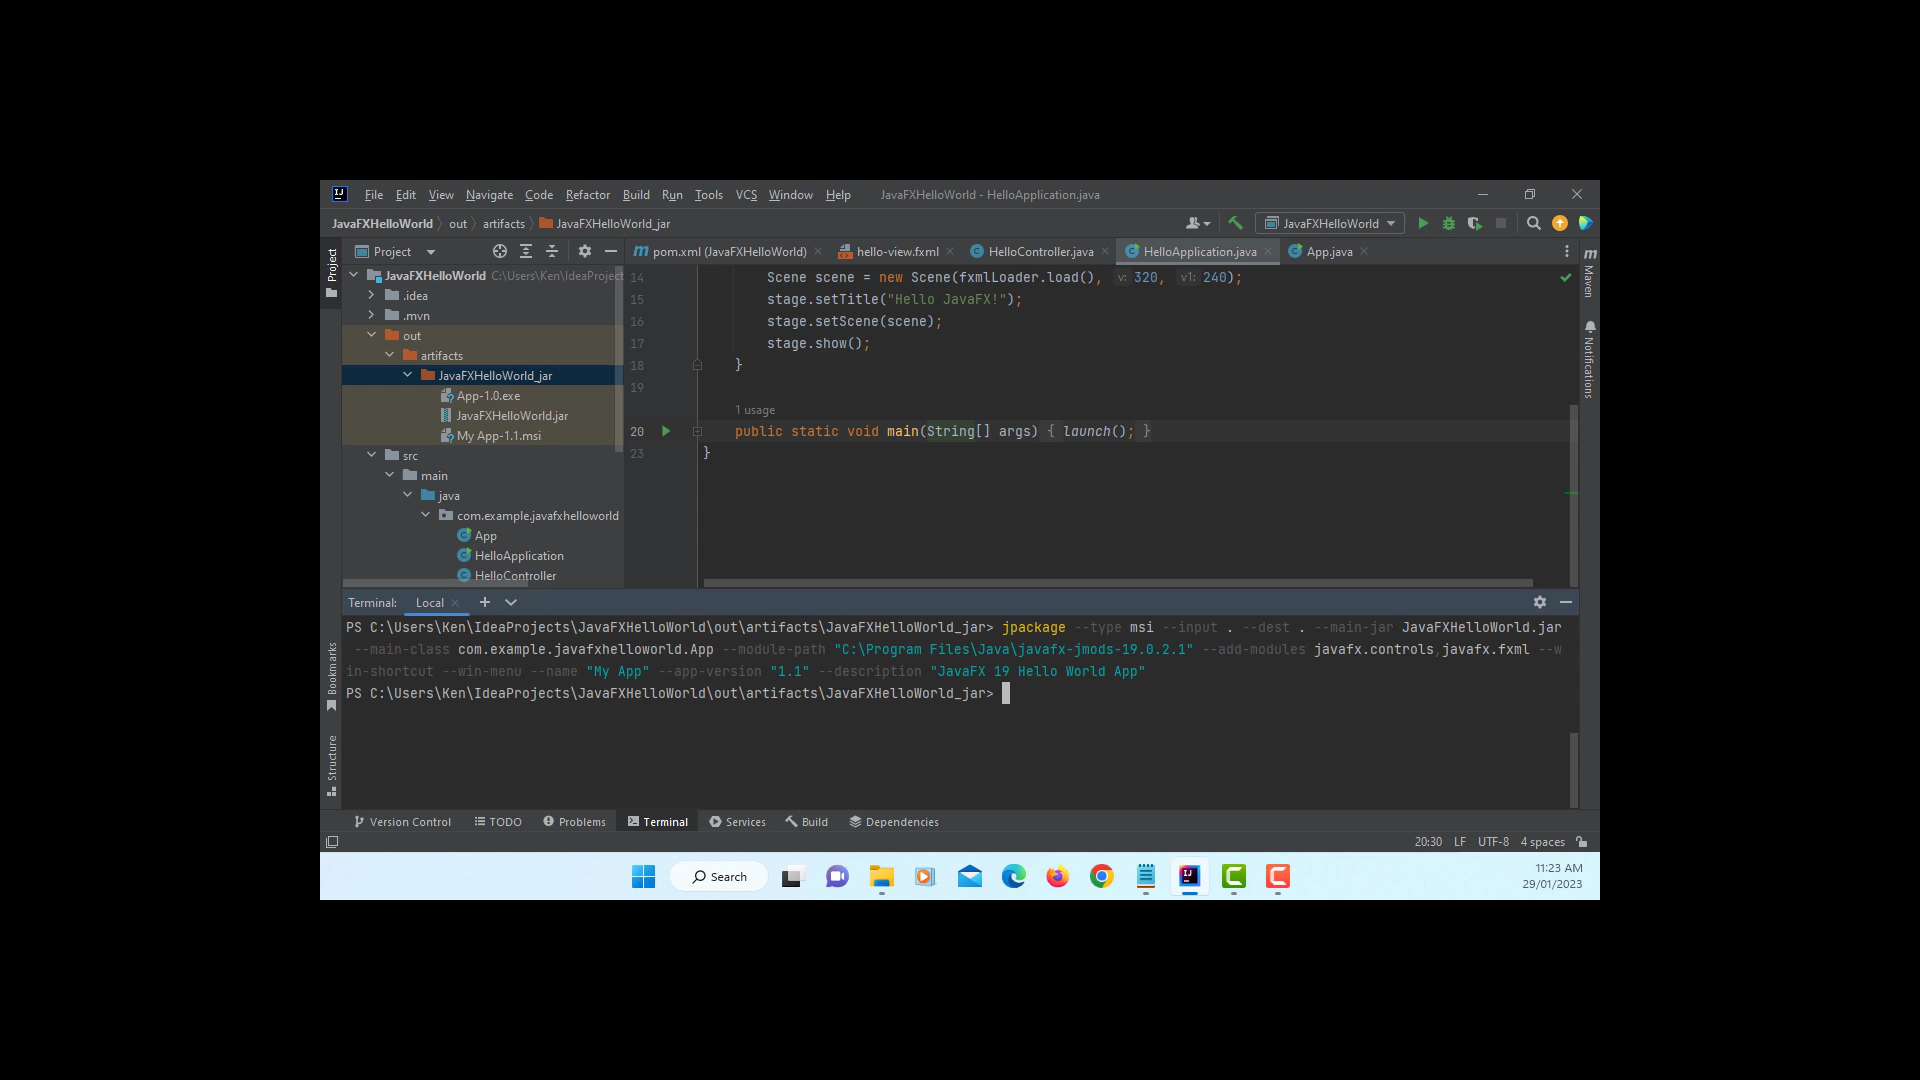 File Edit View Navigate Code Refactor Build Run Tools VCS Window Help JavaFXHelloWorld - HelloApplication.java
JavaFXHelloWorld out artifacts JavaFXHelloWorld_jar JavaFXHelloWorld
Project
pom.xml (JavaFXHelloWorld) hello-view.fxml HelloController.java HelloApplication.java App.java
Project
Maven
Notifications
JavaFXHelloWorld C:\Users\Ken\IdeaProject
.idea
.mvn
out
artifacts
JavaFXHelloWorld_jar
App-1.0.exe
JavaFXHelloWorld.jar
My App-1.1.msi
src
main
java
com.example.javafxhelloworld
App
HelloApplication
HelloController
14 Scene scene = new Scene(fxmlLoader.load(), v: 320, v1: 240);
15 stage.setTitle("Hello JavaFX!");
16 stage.setScene(scene);
17 stage.show();
18 }
19
1 usage
20 public static void main(String[] args) { launch(); }
23 }
Terminal: Local
PS C:\Users\Ken\IdeaProjects\JavaFXHelloWorld\out\artifacts\JavaFXHelloWorld_jar> jpackage --type msi --input . --dest . --main-jar JavaFXHelloWorld.jar
--main-class com.example.javafxhelloworld.App --module-path "C:\Program Files\Java\javafx-jmods-19.0.2.1" --add-modules javafx.controls,javafx.fxml --w
in-shortcut --win-menu --name "My App" --app-version "1.1" --description "JavaFX 19 Hello World App"
PS C:\Users\Ken\IdeaProjects\JavaFXHelloWorld\out\artifacts\JavaFXHelloWorld_jar>
Bookmarks
Structure
Version Control TODO Problems Terminal Services Build Dependencies
20:30 LF UTF-8 4 spaces
Search
11:23 AM
29/01/2023